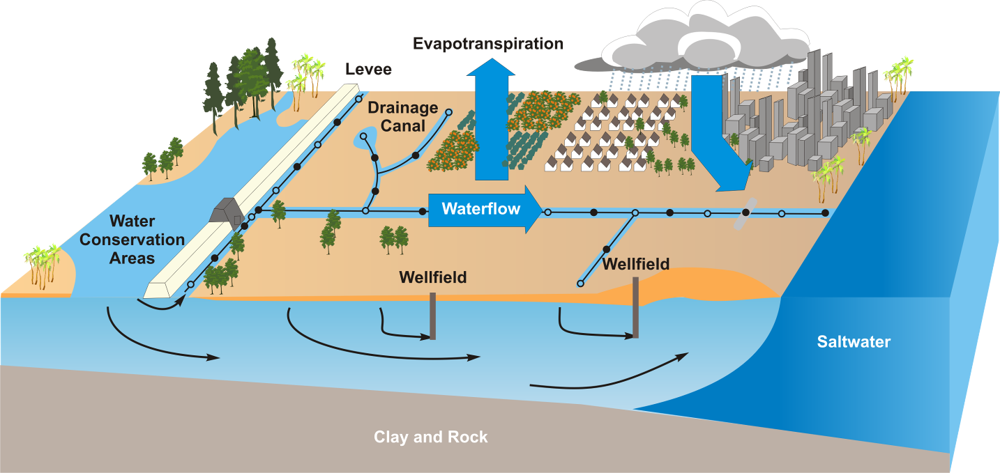 Evapotranspiration
Levee
Drainage
Canal
Waterflow
Water
Conservation
Areas
Wellfield
Wellfield
Saltwater
Clay and Rock